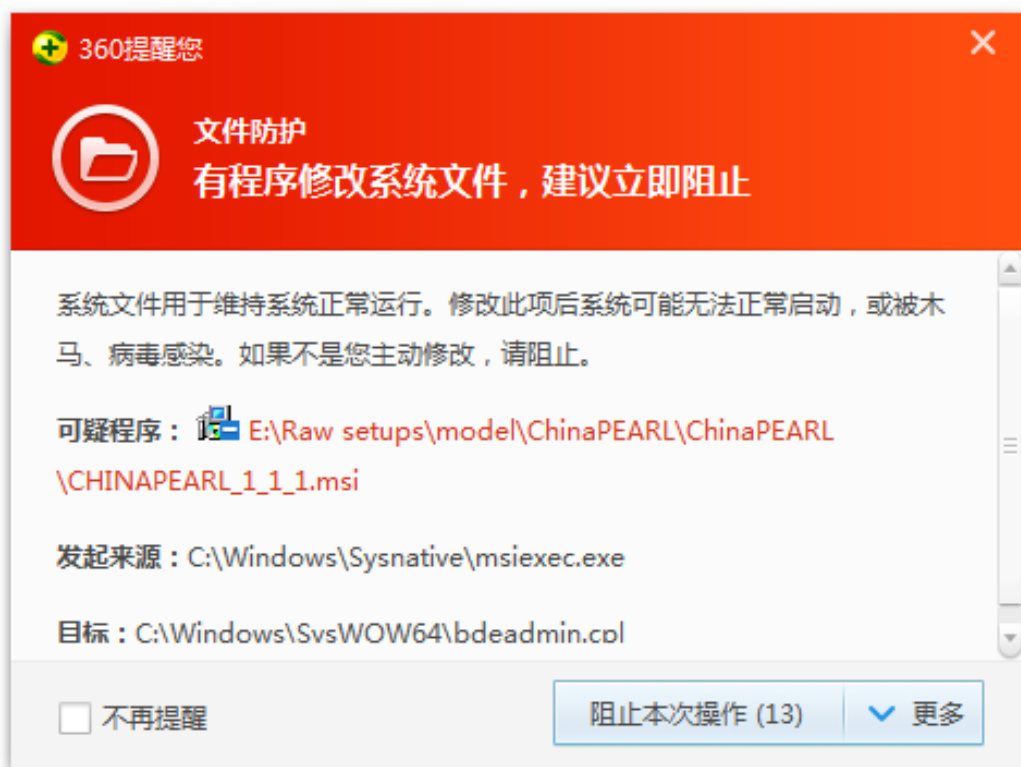 360提醒您
文件防护
有程序修改系统文件，建议立即阻止
系统文件用于维持系统正常运行。修改此项后系统可能无法正常启动，或被木
马、病毒感染。如果不是您主动修改，请阻止。
可疑程序： E:\Raw setups\model\ChinaPEARL\ChinaPEARL
\CHINAPEARL_1_1_1.msi
发起来源：C:\Windows\Sysnative\msiexec.exe
目标：C:\Windows\SysWOW64\bdeadmin.cpl
不再提醒
阻止本次操作 (13) 更多